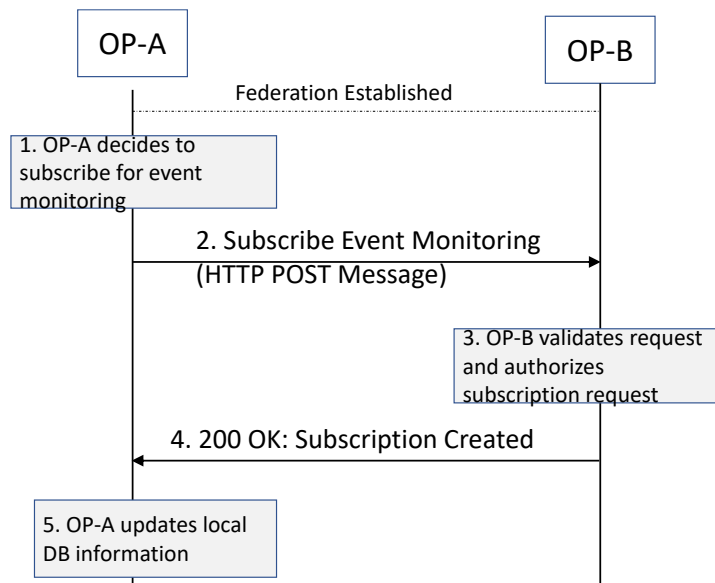 OP-A
OP-B
Federation Established
1. OP-A decides to
subscribe for event
monitoring
2. Subscribe Event Monitoring
(HTTP POST Message)
3. OP-B validates request
and authorizes
subscription request
4. 200 OK: Subscription Created
5. OP-A updates local
DB information